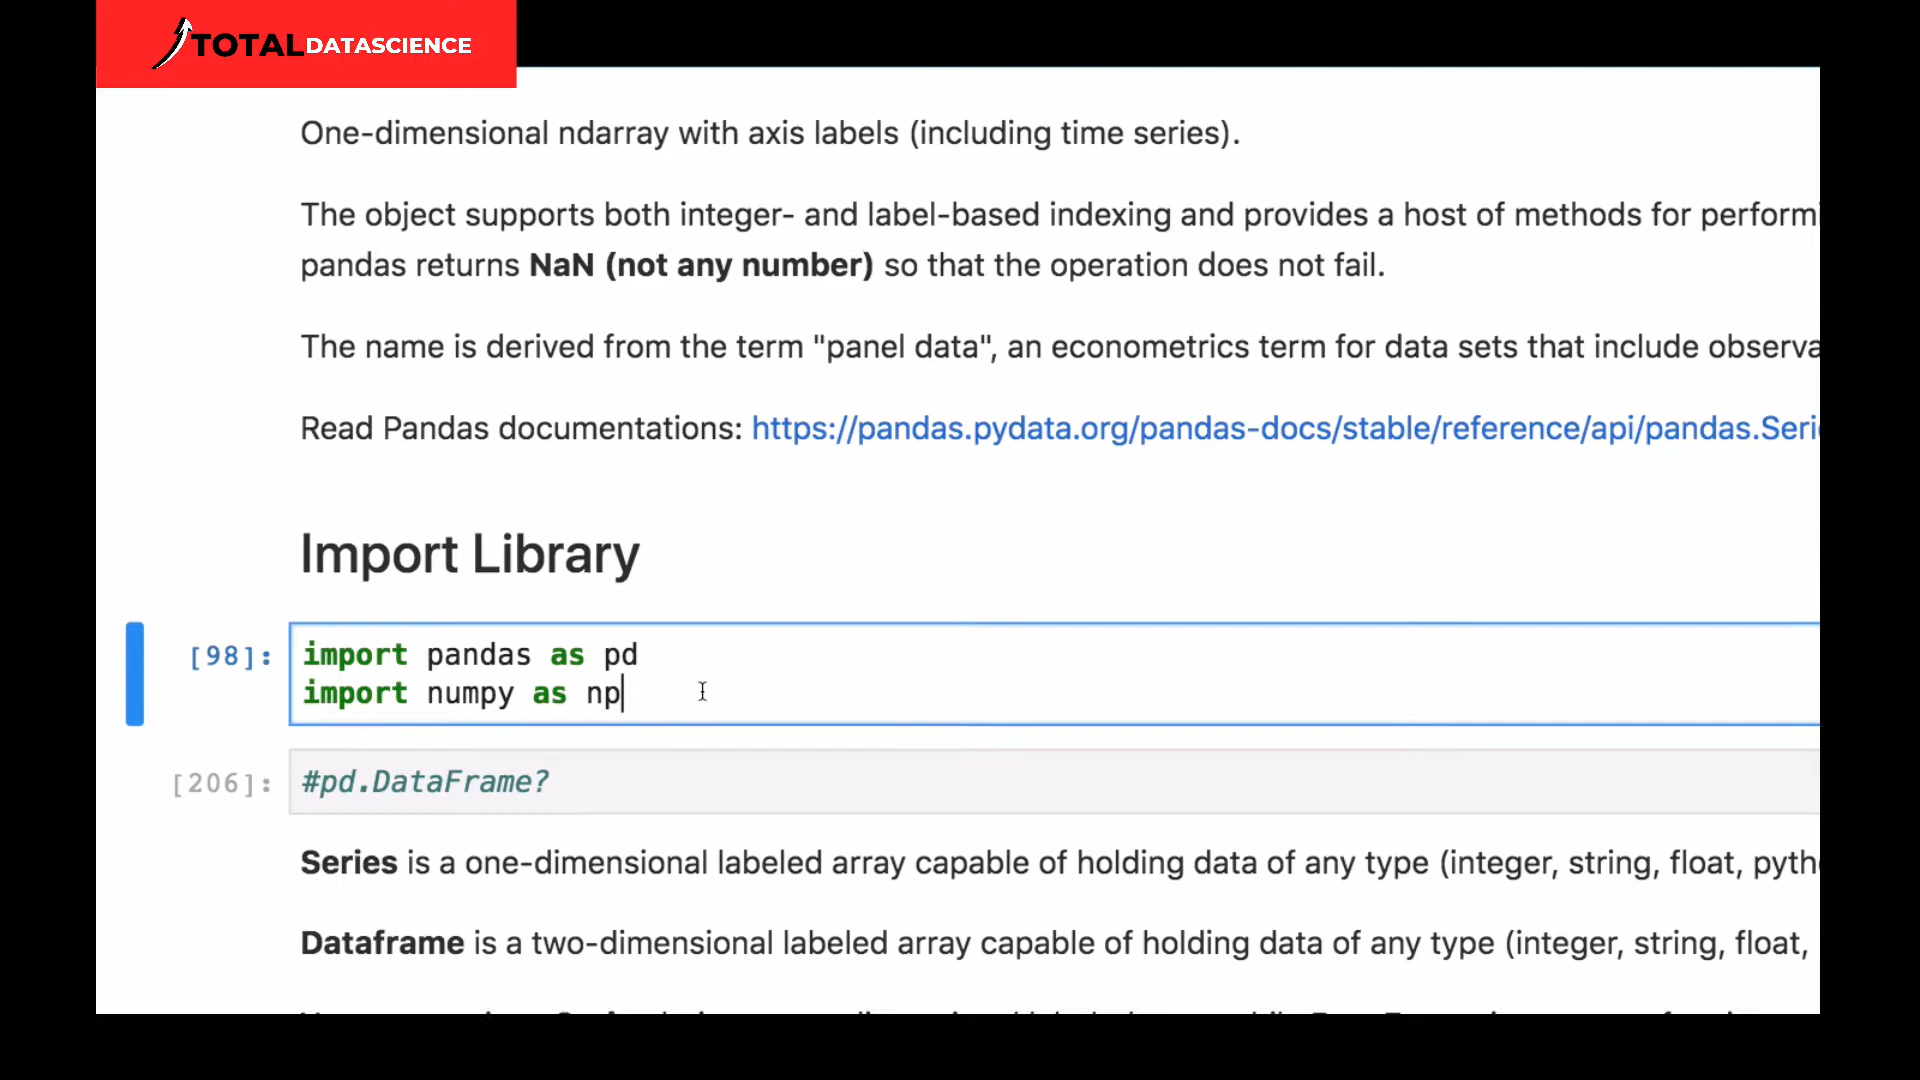 TOTALDATASCIENCE
One-dimensional ndarray with axis labels (including time series).
The object supports both integer- and label-based indexing and provides a host of methods for performi
pandas returns NaN (not any number) so that the operation does not fail.
The name is derived from the term "panel data", an econometrics term for data sets that include observa
Read Pandas documentations: https://pandas.pydata.org/pandas-docs/stable/reference/api/pandas.Seri
Import Library
[98]: import pandas as pd
import numpy as np
[206]: #pd.DataFrame?
Series is a one-dimensional labeled array capable of holding data of any type (integer, string, float, pytho
Dataframe is a two-dimensional labeled array capable of holding data of any type (integer, string, float,